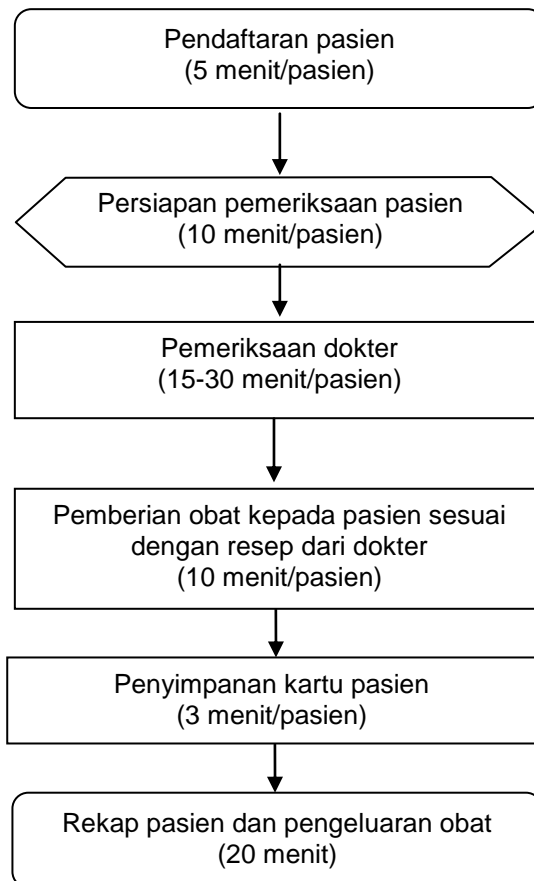 Pendaftaran pasien
(5 menit/pasien)
Persiapan pemeriksaan pasien
(10 menit/pasien)
Pemeriksaan dokter
(15-30 menit/pasien)
Pemberian obat kepada pasien sesuai
dengan resep dari dokter
(10 menit/pasien)
Penyimpanan kartu pasien
(3 menit/pasien)
Rekap pasien dan pengeluaran obat
(20 menit)